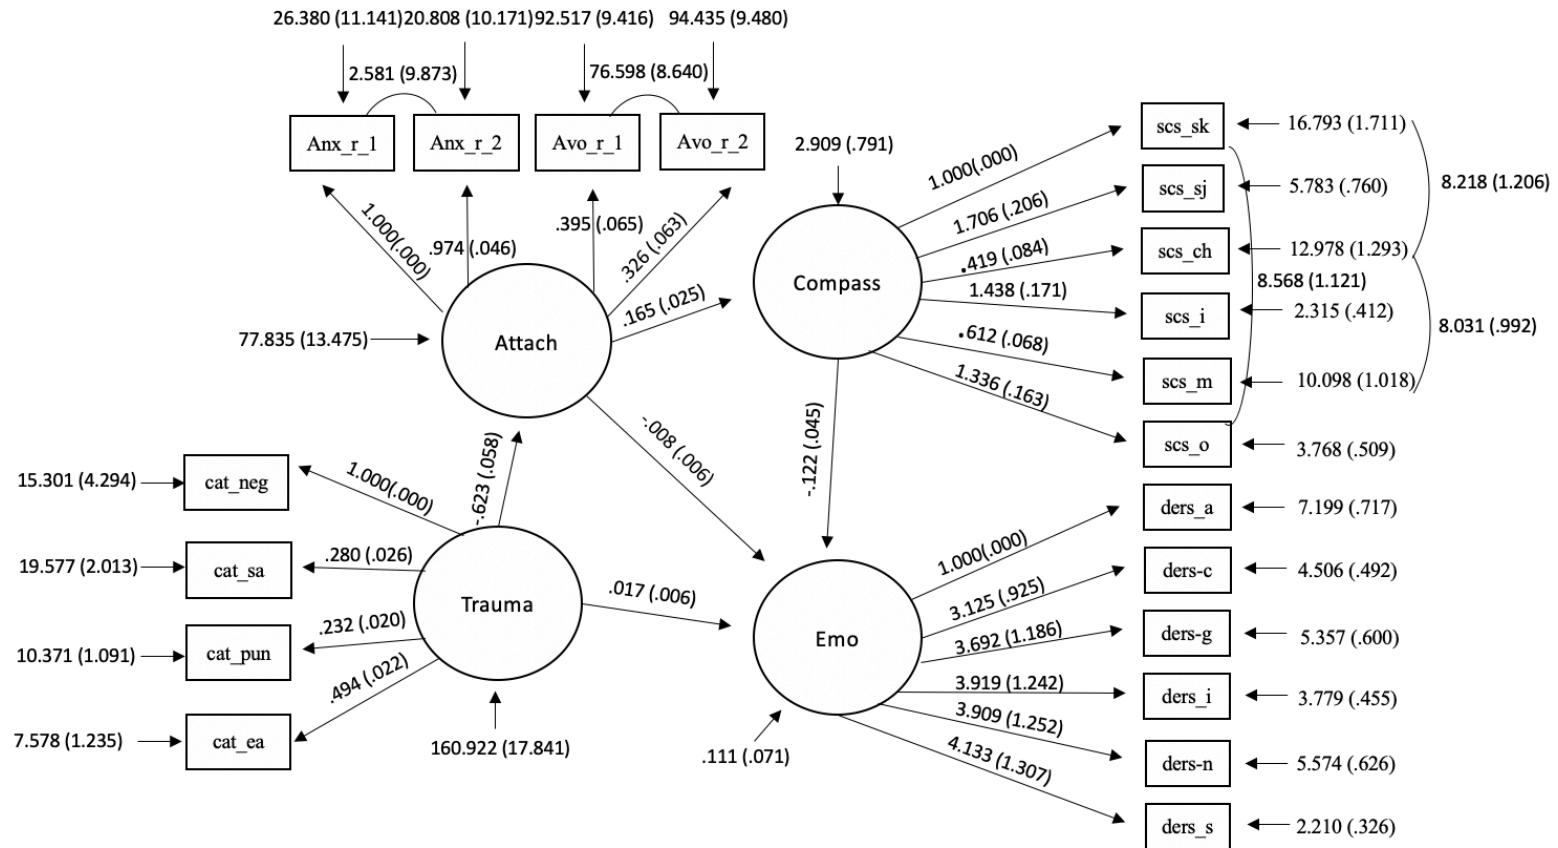 26.380 (11.141)20.808 (10.171)92.517 (9.416) 94.435 (9.480)
2.581 (9.873) 76.598 (8.640)
Anx_r_1 Anx_r_2 Avo_r_1 Avo_r_2
1.000(.000)
.974 (.046)
.395 (.065)
.326 (.063)
.165 (.025)
77.835 (13.475)
Attach
-.623 (.058)
-.008 (.006)
2.909 (.791)
Compass
1.000(.000)
1.706 (.206)
.419 (.084)
1.438 (.171)
.612 (.068)
1.336 (.163)
-.122 (.045)
scs_sk 16.793 (1.711)
scs_sj 5.783 (.760)
scs_ch 12.978 (1.293)
scs_i 2.315 (.412)
scs_m 10.098 (1.018)
scs_o 3.768 (.509)
8.218 (1.206)
8.568 (1.121)
8.031 (.992)
15.301 (4.294) cat_neg
19.577 (2.013) cat_sa
10.371 (1.091) cat_pun
7.578 (1.235) cat_ea
1.000(.000)
.280 (.026)
.232 (.020)
.494 (.022)
Trauma
160.922 (17.841)
.017 (.006)
Emo
.111 (.071)
1.000(.000)
3.125 (.925)
3.692 (1.186)
3.919 (1.242)
3.909 (1.252)
4.133 (1.307)
ders_a 7.199 (.717)
ders-c 4.506 (.492)
ders-g 5.357 (.600)
ders_i 3.779 (.455)
ders-n 5.574 (.626)
ders_s 2.210 (.326)